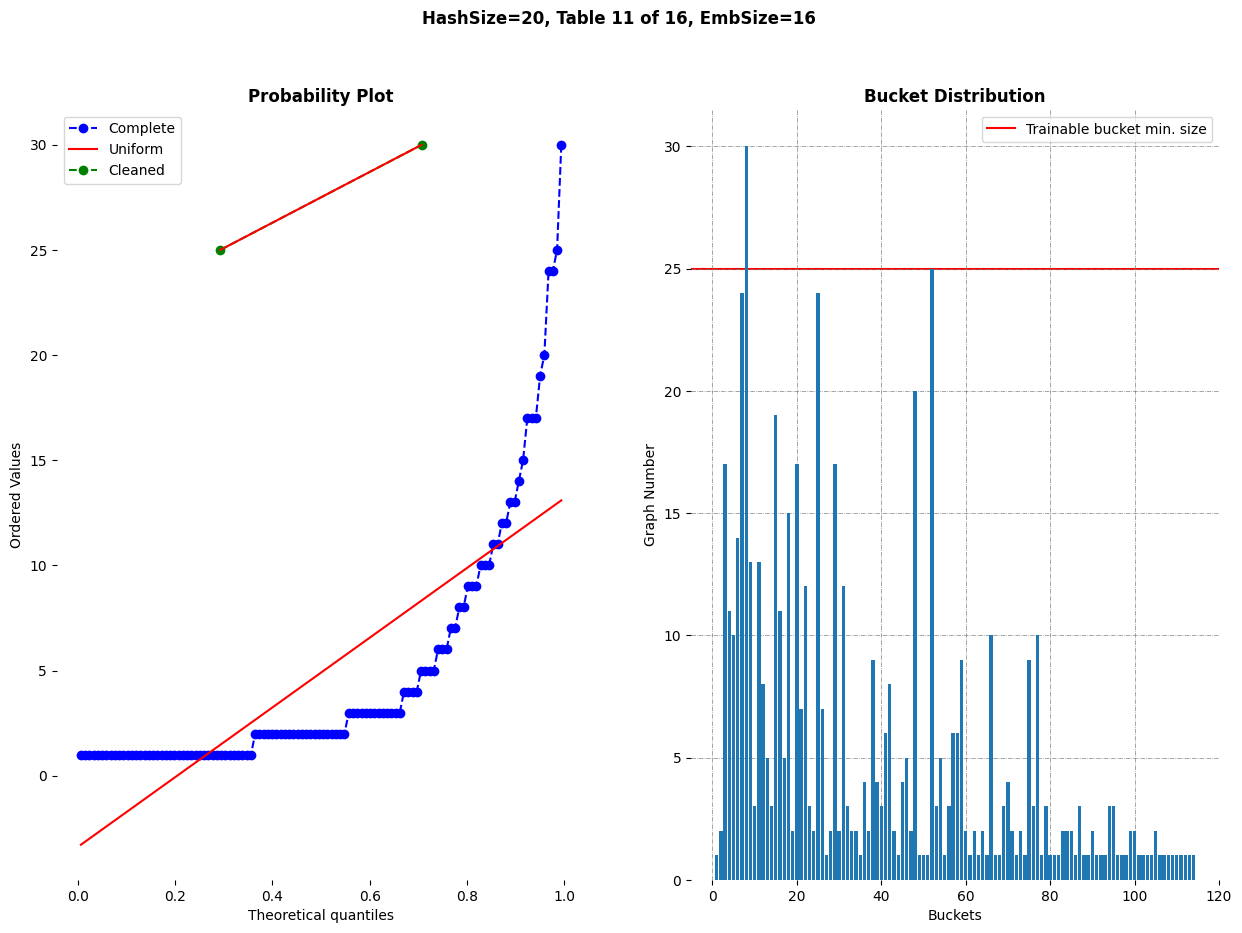 HashSize=20, Table 11 of 16, EmbSize=16
Probability Plot
Complete
Uniform
Cleaned
30
25
20
15
10
5
0
Ordered Values
0.0 0.2 0.4 0.6 0.8 1.0
Theoretical quantiles
Bucket Distribution
Trainable bucket min. size
30
25
20
15
10
5
0
Graph Number
0 20 40 60 80 100 120
Buckets